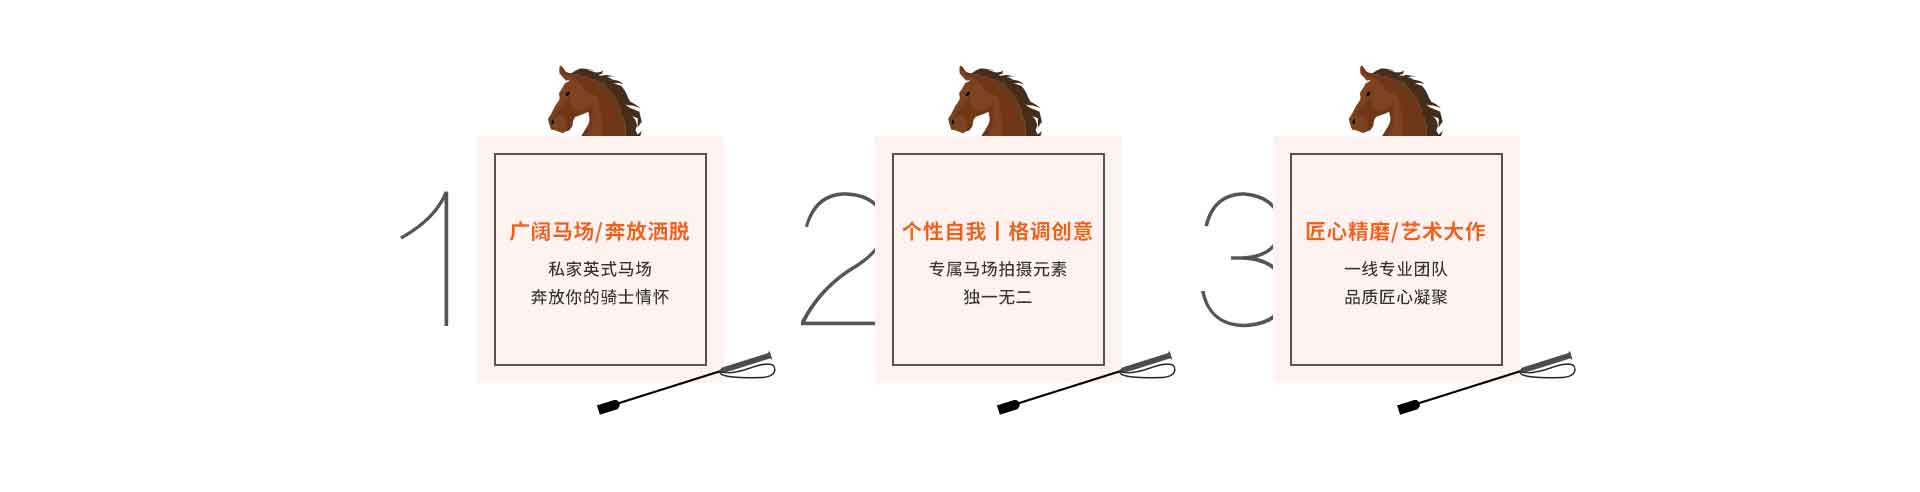 1
广阔马场/奔放洒脱
私家英式马场
奔放你的骑士情怀
2
个性自我丨格调创意
专属马场拍摄元素
独一无二
3
匠心精磨/艺术大作
一线专业团队
品质匠心凝聚